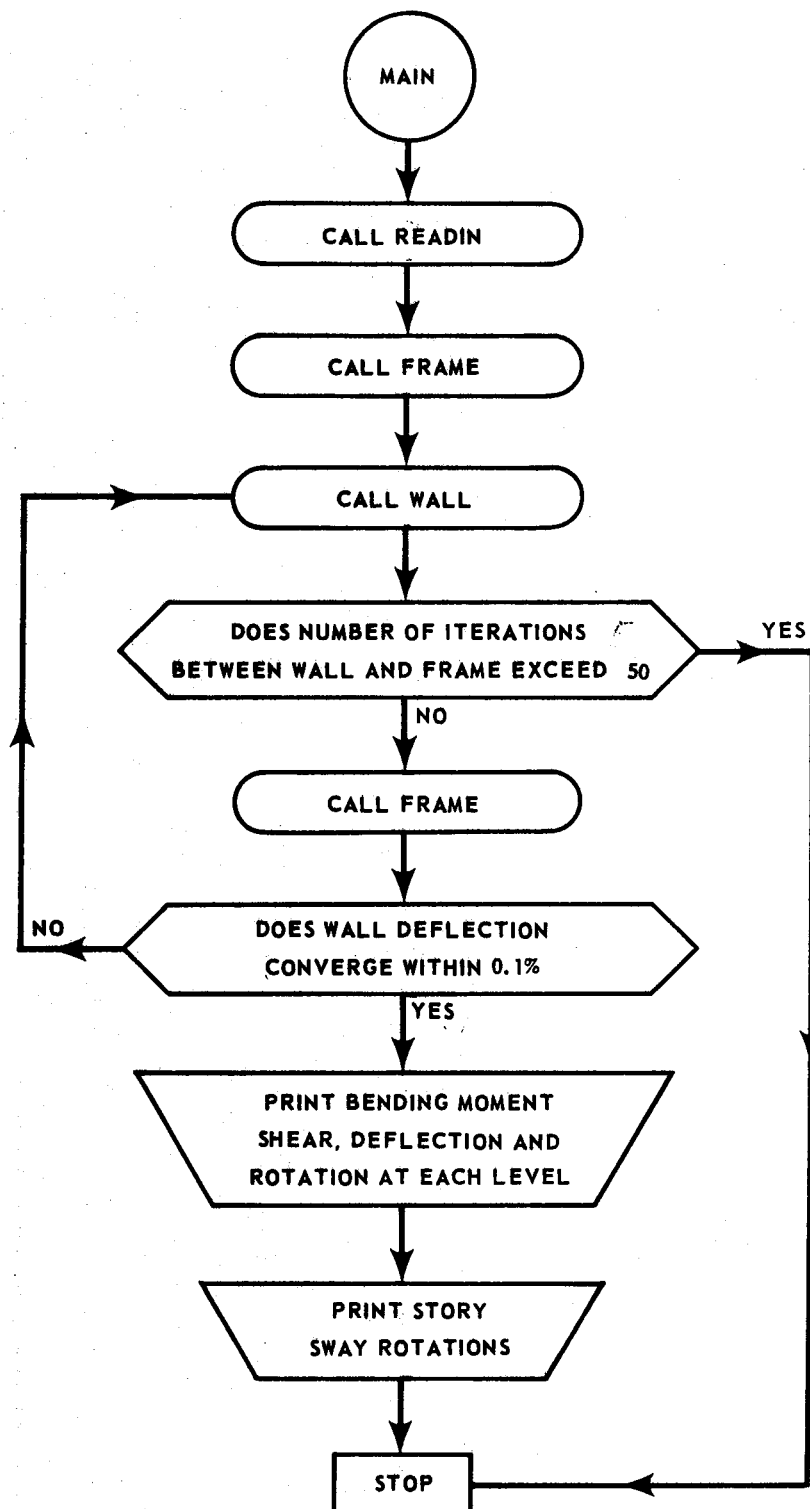 MAIN
CALL READIN
CALL FRAME
CALL WALL
DOES NUMBER OF ITERATIONS
BETWEEN WALL AND FRAME EXCEED 50
YES
NO
CALL FRAME
DOES WALL DEFLECTION
CONVERGE WITHIN 0.1%
NO
YES
PRINT BENDING MOMENT
SHEAR, DEFLECTION AND
ROTATION AT EACH LEVEL
PRINT STORY
SWAY ROTATIONS
STOP